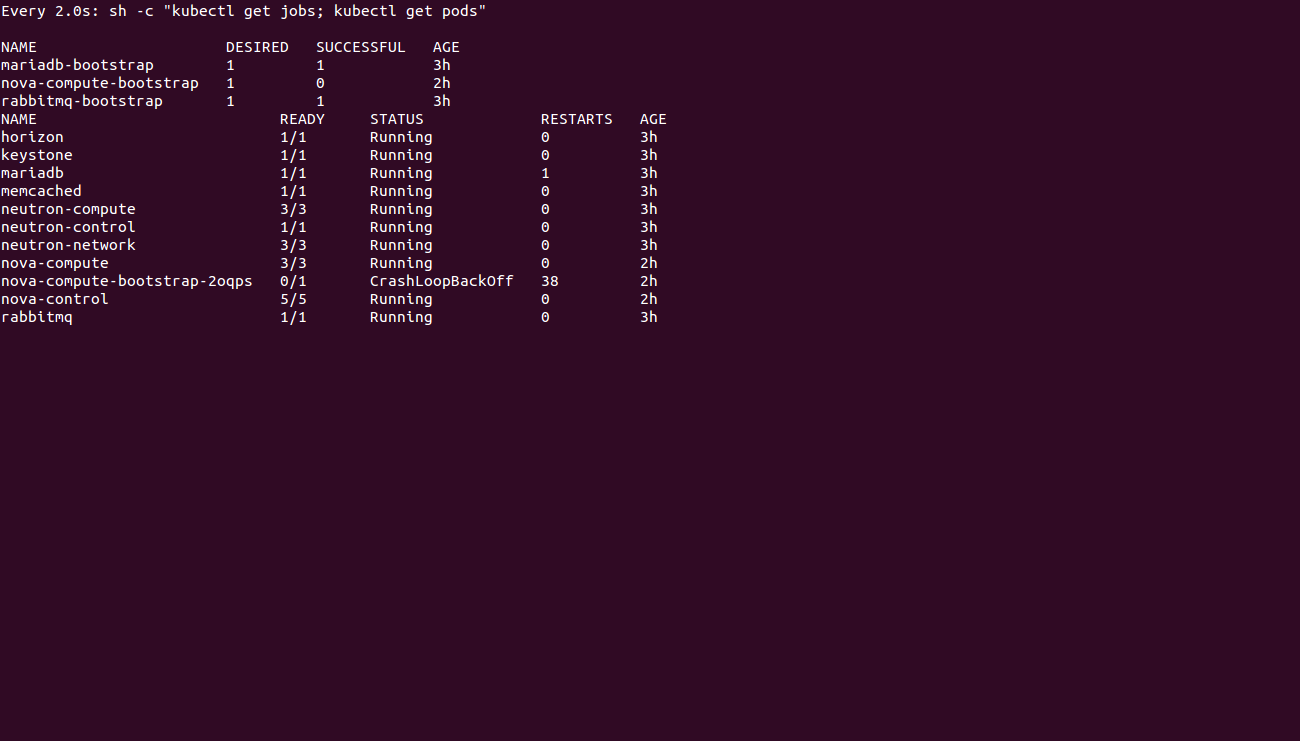 Every 2.0s: sh -c "kubectl get jobs; kubectl get pods"
NAME                     DESIRED   SUCCESSFUL   AGE
mariadb-bootstrap        1         1            3h
nova-compute-bootstrap   1         0            2h
rabbitmq-bootstrap       1         1            3h
NAME                           READY     STATUS             RESTARTS   AGE
horizon                        1/1       Running            0          3h
keystone                       1/1       Running            0          3h
mariadb                        1/1       Running            1          3h
memcached                      1/1       Running            0          3h
neutron-compute                3/3       Running            0          3h
neutron-control                1/1       Running            0          3h
neutron-network                3/3       Running            0          3h
nova-compute                   3/3       Running            0          2h
nova-compute-bootstrap-2oqps   0/1       CrashLoopBackOff   38         2h
nova-control                   5/5       Running            0          2h
rabbitmq                       1/1       Running            0          3h